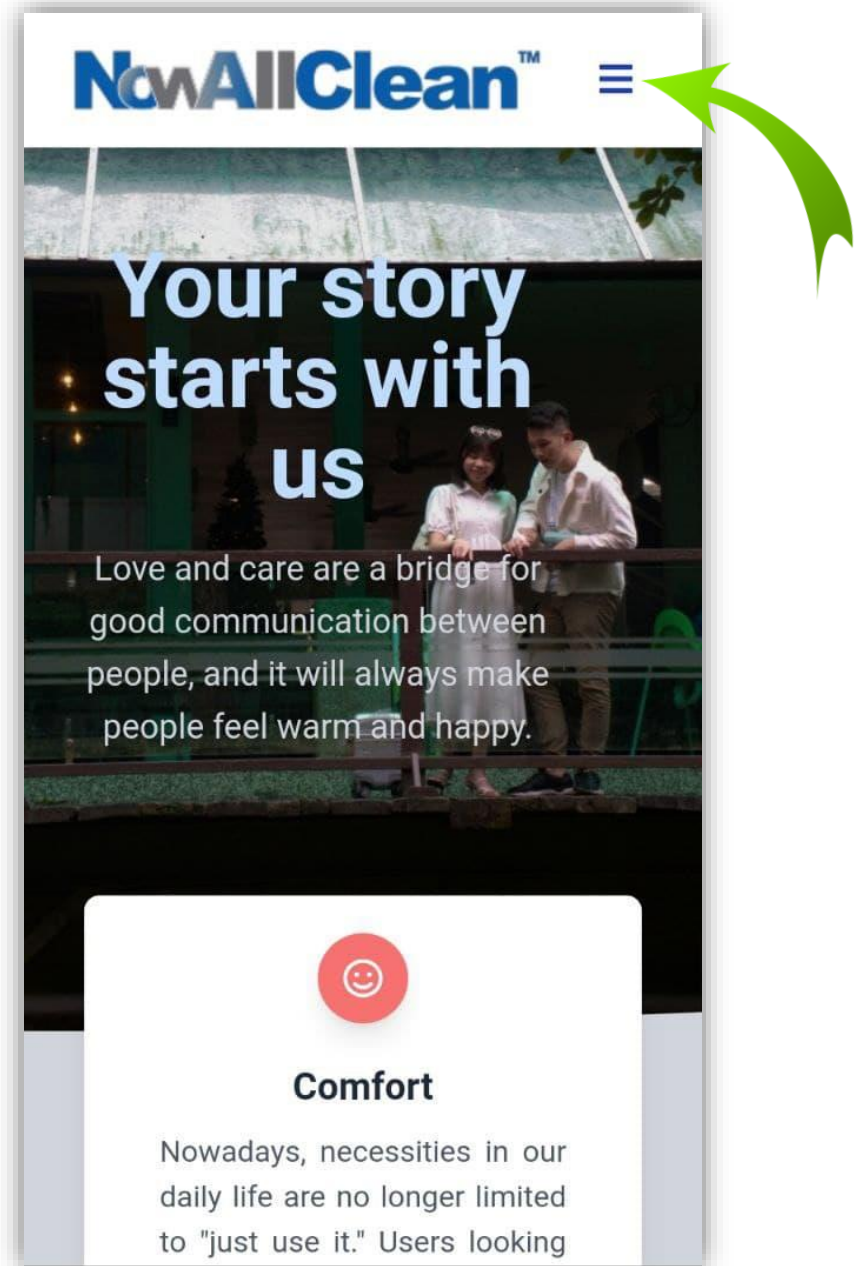 NowAllClean™
Your story
starts with
us
Love and care are a bridge for
good communication between
people, and it will always make
people feel warm and happy.
Comfort
Nowadays, necessities in our
daily life are no longer limited
to "just use it." Users looking